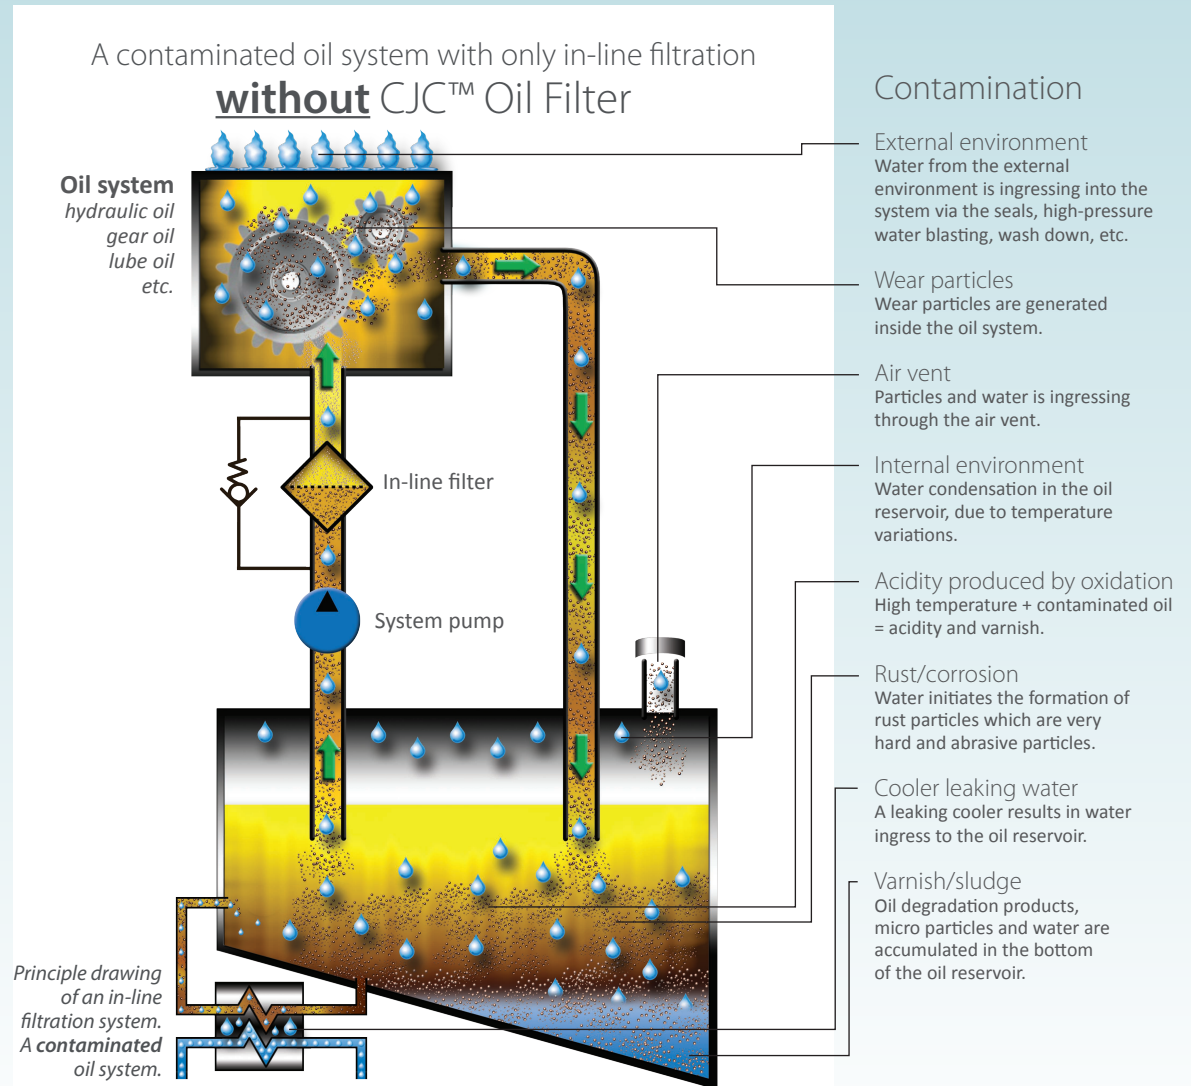 A contaminated oil system with only in-line filtration
without CJC™ Oil Filter
Oil system
hydraulic oil
gear oil
lube oil
etc.
In-line filter
System pump
Principle drawing
of an in-line
filtration system.
A contaminated
oil system.
Contamination
External environment
Water from the external
environment is ingressing into the
system via the seals, high-pressure
water blasting, wash down, etc.
Wear particles
Wear particles are generated
inside the oil system.
Air vent
Particles and water is ingressing
through the air vent.
Internal environment
Water condensation in the oil
reservoir, due to temperature
variations.
Acidity produced by oxidation
High temperature + contaminated oil
= acidity and varnish.
Rust/corrosion
Water initiates the formation of
rust particles which are very
hard and abrasive particles.
Cooler leaking water
A leaking cooler results in water
ingress to the oil reservoir.
Varnish/sludge
Oil degradation products,
micro particles and water are
accumulated in the bottom
of the oil reservoir.